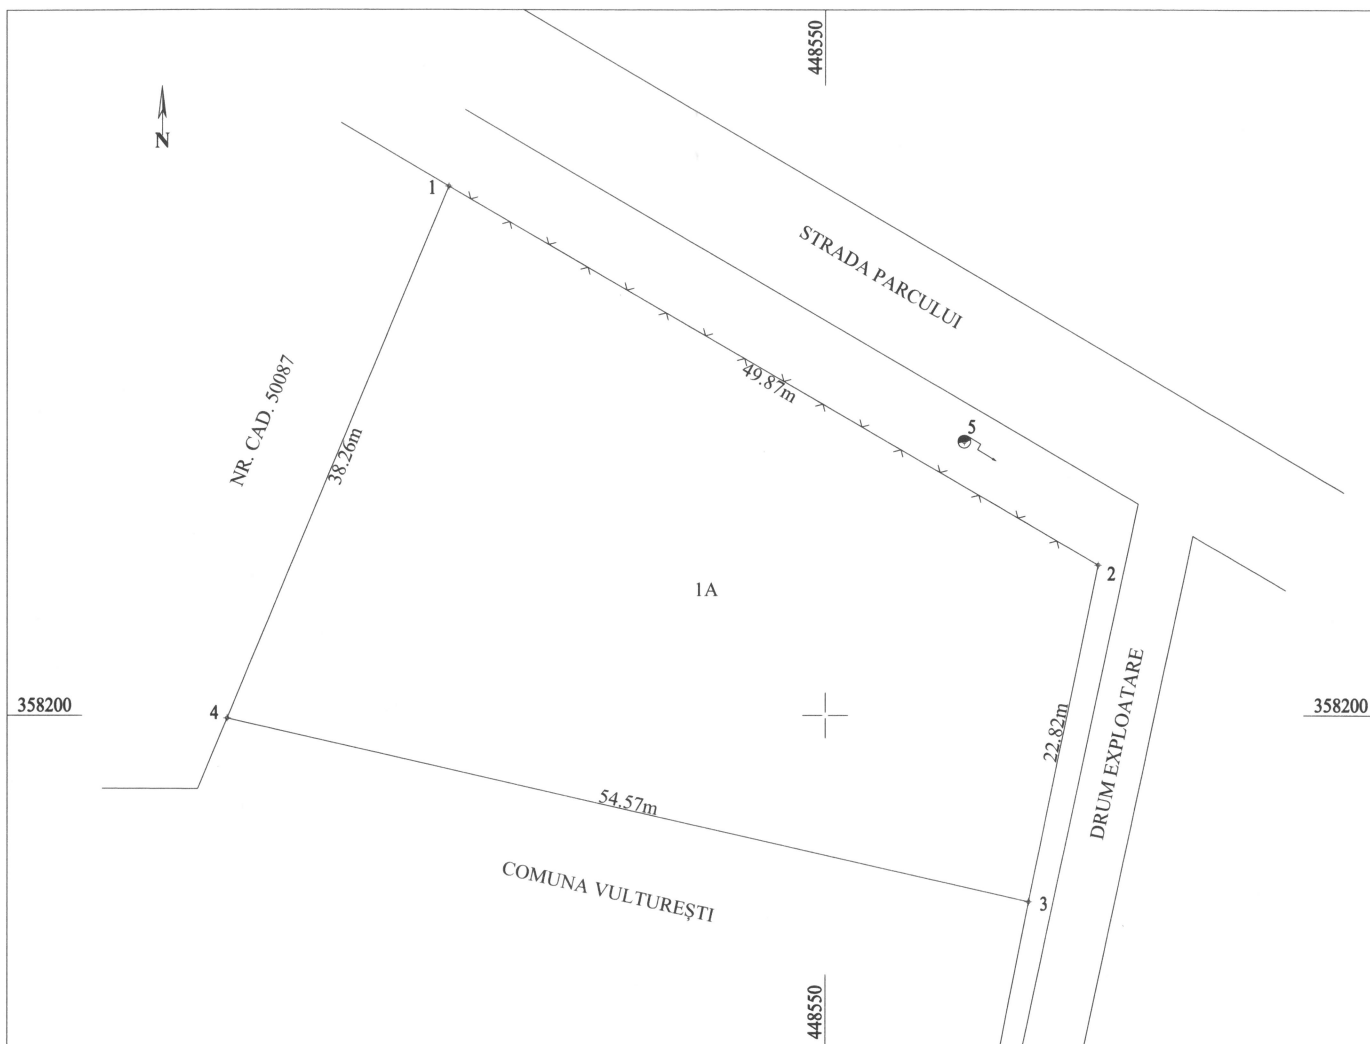 448550
N
1
STRADA PARCULUI
NR. CAD. 50087
49.87m
38.26m
5
2
1A
DRUM EXPLOATARE
358200
4
22.82m
358200
54.57m
COMUNA VULTUREȘTI
3
448550